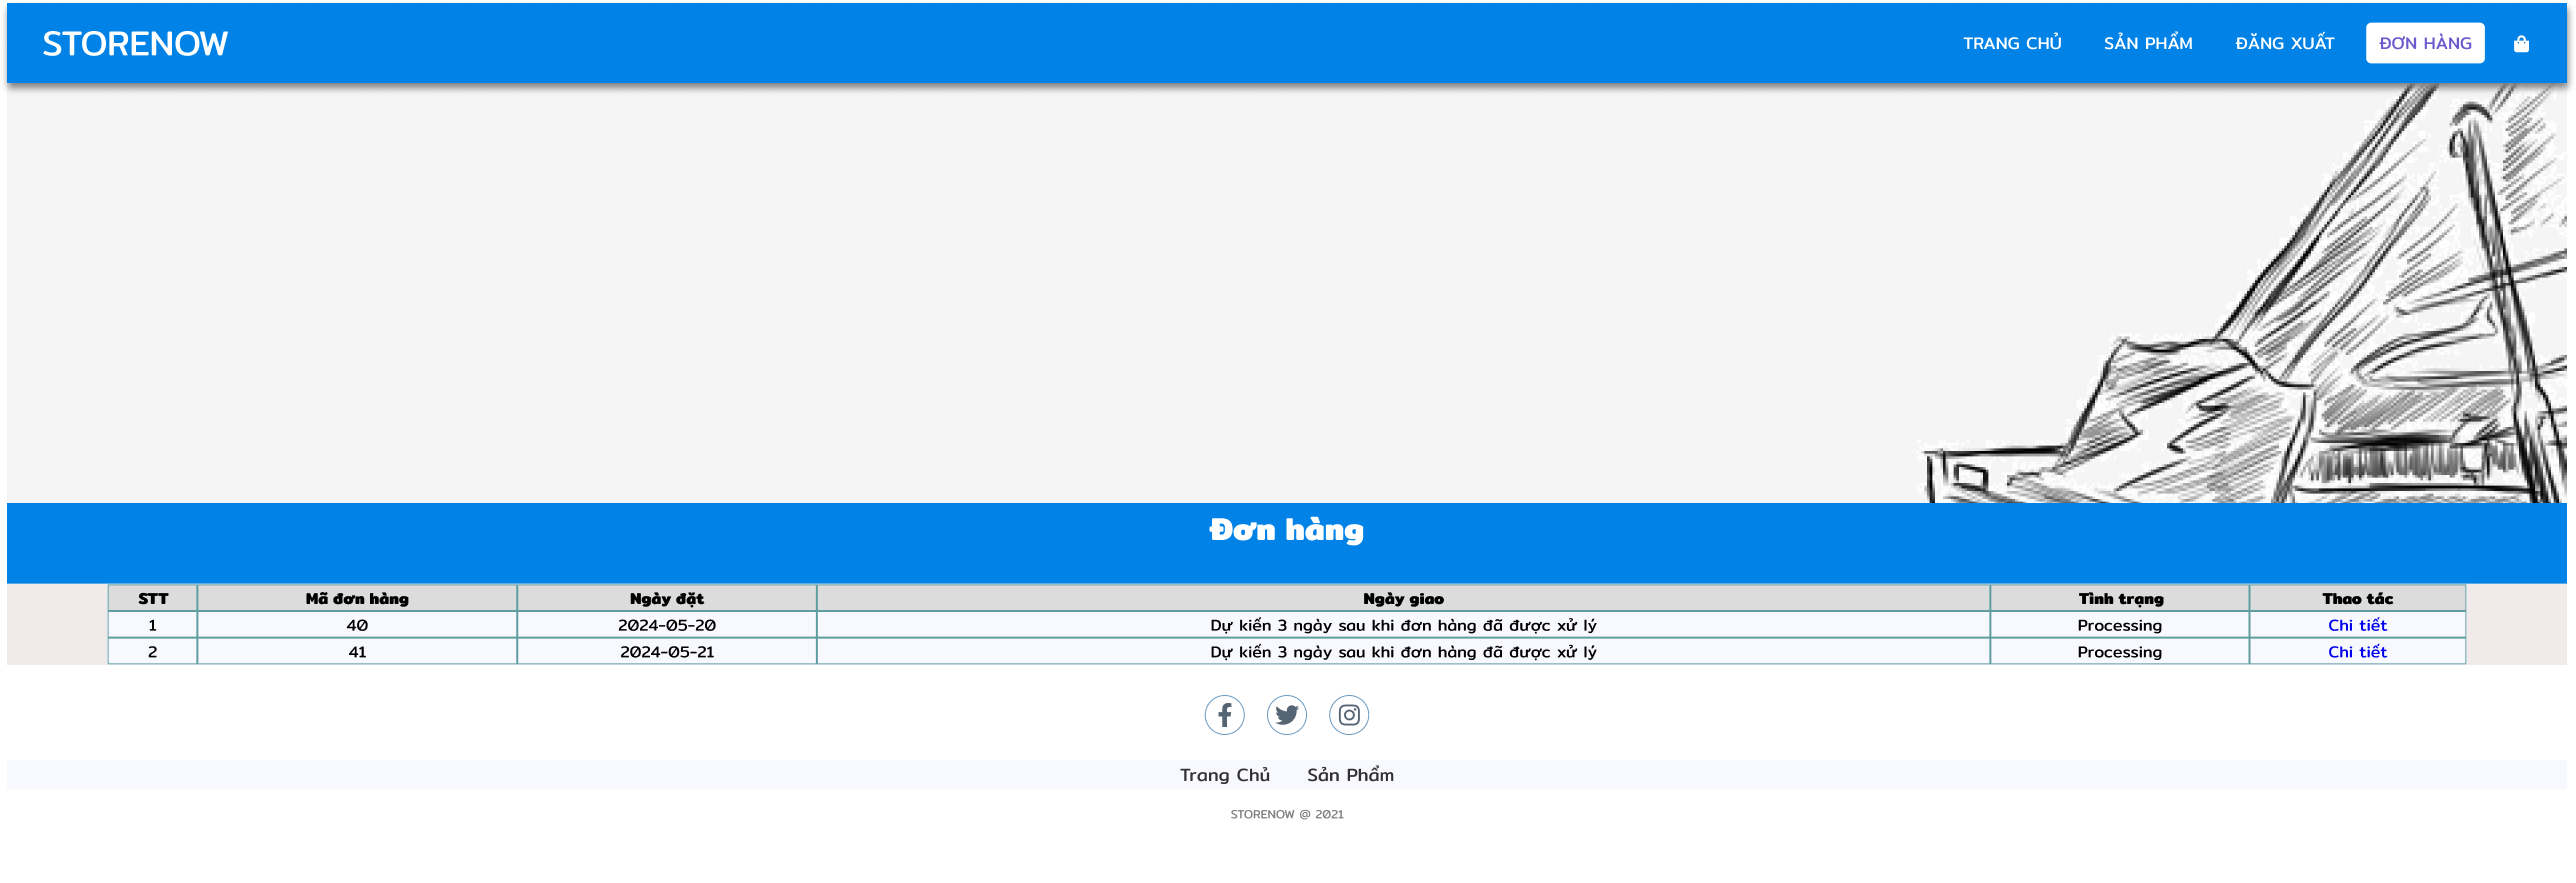 STORENOW TRANG CHỦ SẢN PHẨM ĐĂNG XUẤT ĐƠN HÀNG
Đơn hàng
STT Mã đơn hàng Ngày đặt Ngày giao Tình trạng Thao tác
1 40 2024-05-20 Dự kiến 3 ngày sau khi đơn hàng đã được xử lý Processing Chi tiết
2 41 2024-05-21 Dự kiến 3 ngày sau khi đơn hàng đã được xử lý Processing Chi tiết
Trang Chủ Sản Phẩm
STORENOW @ 2021